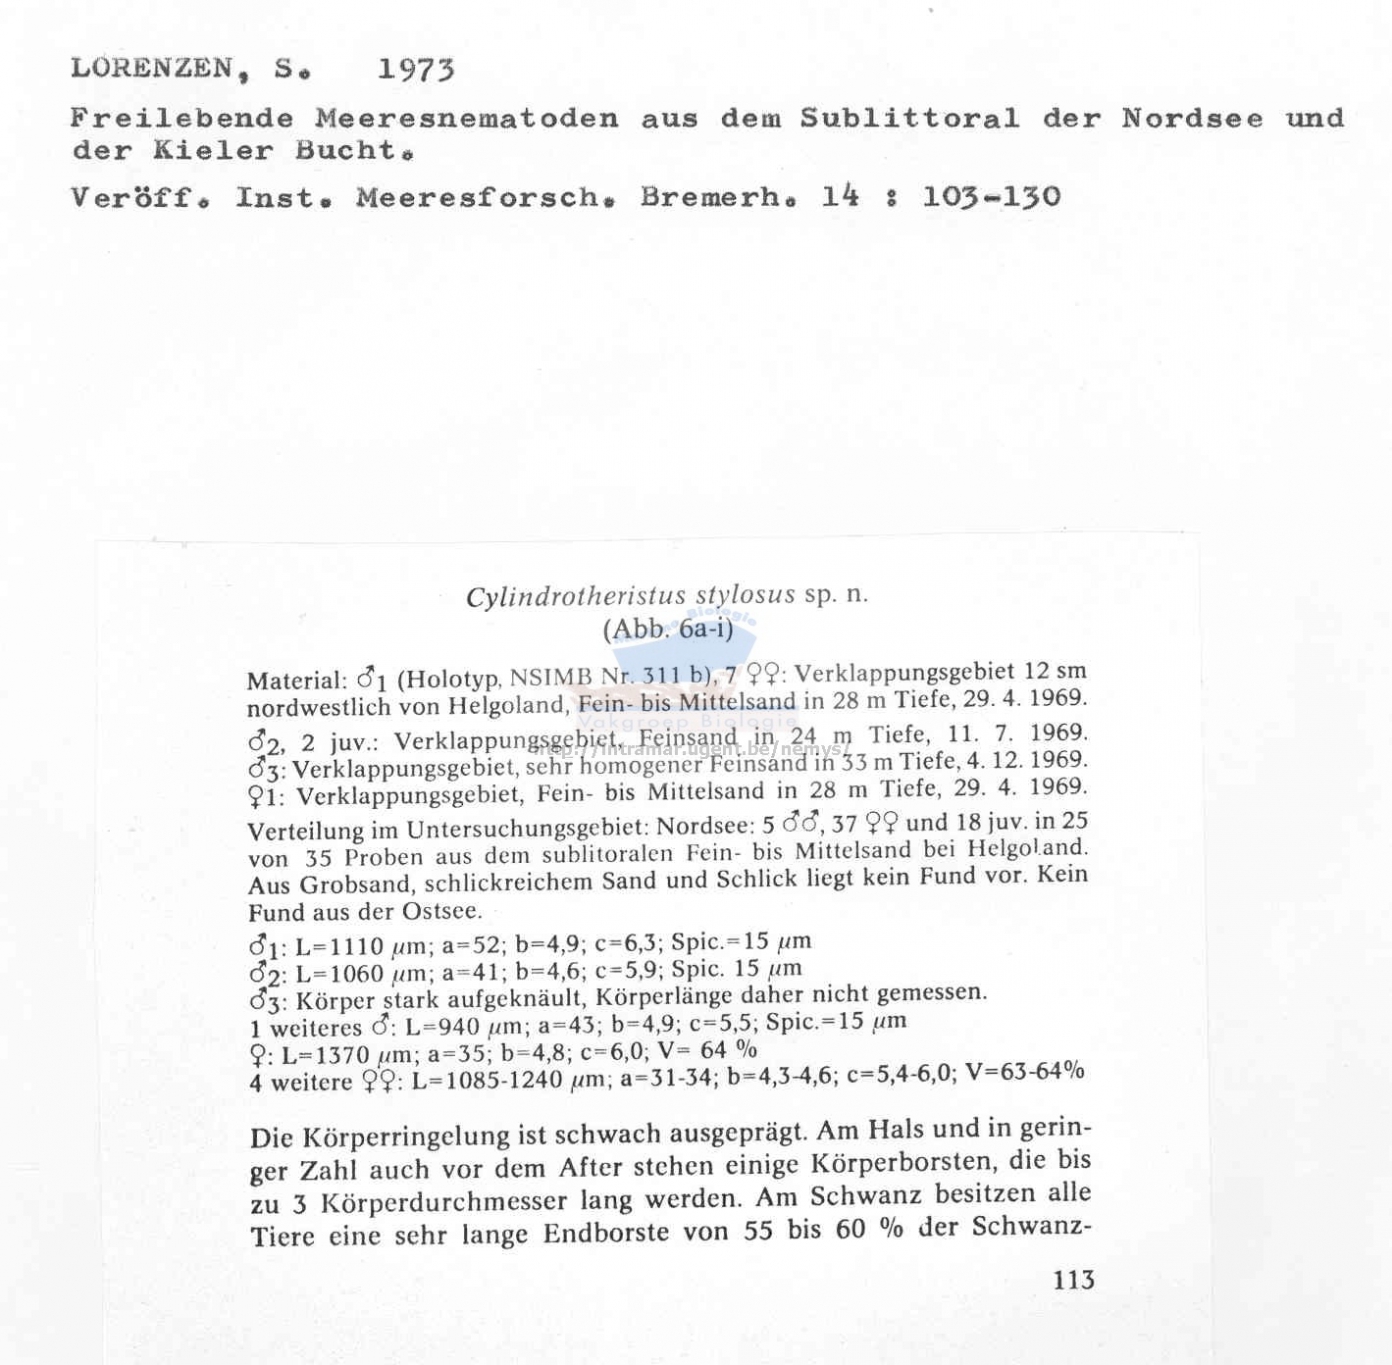 LORENZEN, S. 1973
Freilebende Meeresnematoden aus dem Sublittoral der Nordsee und
der Kieler Bucht.
Veröff. Inst. Meeresforsch. Bremerh. 14 : 103-130
Cylindrotheristus stylosus sp. n.
(Abb. 6a-i)
Material: ♂1 (Holotyp, NSIMB Nr. 311 b), 7 ♀♀: Verklappungsgebiet 12 sm
nordwestlich von Helgoland, Fein- bis Mittelsand in 28 m Tiefe, 29. 4. 1969.
Vakgroep Biologie
♂2, 2 juv.: Verklappungsgebiet, Feinsand in 24 m Tiefe, 11. 7. 1969.
http://intramar.ugent.be/nemys/
♂3: Verklappungsgebiet, sehr homogener Feinsand in 33 m Tiefe, 4. 12. 1969.
♀1: Verklappungsgebiet, Fein- bis Mittelsand in 28 m Tiefe, 29. 4. 1969.
Verteilung im Untersuchungsgebiet: Nordsee: 5 ♂♂, 37 ♀♀ und 18 juv. in 25
von 35 Proben aus dem sublitoralen Fein- bis Mittelsand bei Helgoland.
Aus Grobsand, schlickreichem Sand und Schlick liegt kein Fund vor. Kein
Fund aus der Ostsee.
♂1: L=1110 µm; a=52; b=4,9; c=6,3; Spic.=15 µm
♂2: L=1060 µm; a=41; b=4,6; c=5,9; Spic. 15 µm
♂3: Körper stark aufgeknäult, Körperlänge daher nicht gemessen.
1 weiteres ♂: L=940 µm; a=43; b=4,9; c=5,5; Spic.=15 µm
♀: L=1370 µm; a=35; b=4,8; c=6,0; V= 64 %
4 weitere ♀♀: L=1085-1240 µm; a=31-34; b=4,3-4,6; c=5,4-6,0; V=63-64%
Die Körperringelung ist schwach ausgeprägt. Am Hals und in gerin-
ger Zahl auch vor dem After stehen einige Körperborsten, die bis
zu 3 Körperdurchmesser lang werden. Am Schwanz besitzen alle
Tiere eine sehr lange Endborste von 55 bis 60 % der Schwanz-
113